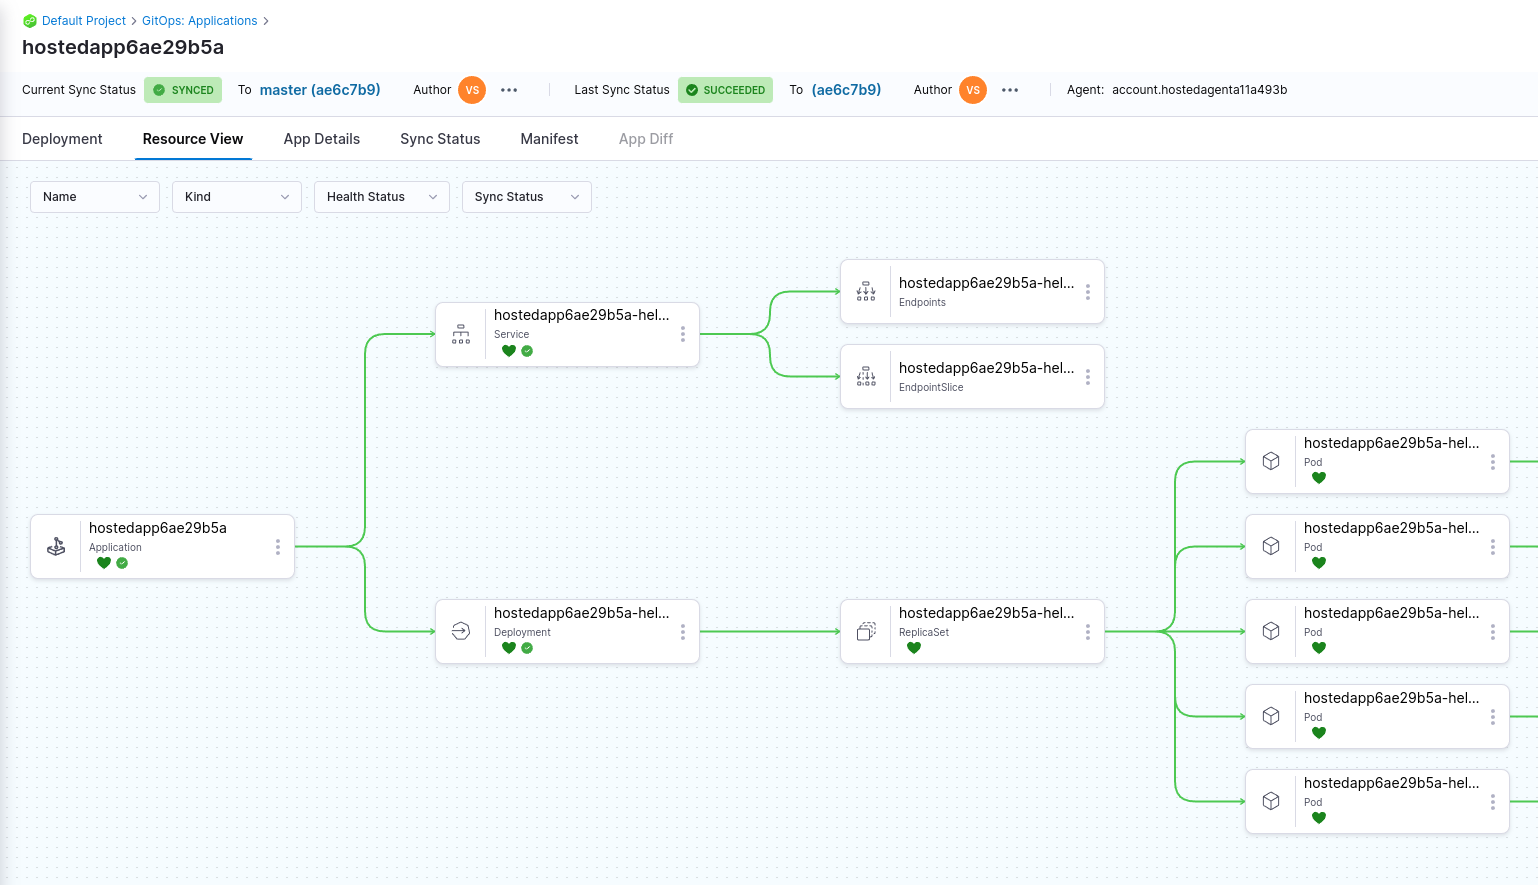 Default Project > GitOps: Applications >
hostedapp6ae29b5a
Current Sync Status SYNCED To master (ae6c7b9) Author VS ••• Last Sync Status SUCCEEDED To (ae6c7b9) Author VS ••• Agent: account.hostedagenta11a493b
Deployment Resource View App Details Sync Status Manifest App Diff
Name Kind Health Status Sync Status
hostedapp6ae29b5a-hel...
Endpoints
hostedapp6ae29b5a-hel...
Service
hostedapp6ae29b5a-hel...
EndpointSlice
hostedapp6ae29b5a-hel...
Pod
hostedapp6ae29b5a
Application
hostedapp6ae29b5a-hel...
Pod
hostedapp6ae29b5a-hel...
Deployment
hostedapp6ae29b5a-hel...
ReplicaSet
hostedapp6ae29b5a-hel...
Pod
hostedapp6ae29b5a-hel...
Pod
hostedapp6ae29b5a-hel...
Pod